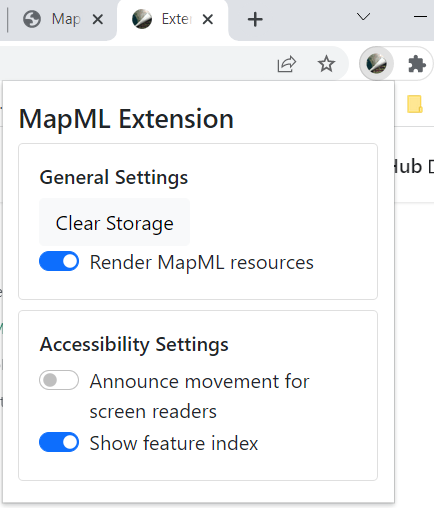 Map
Exte
MapML Extension
Hub
General Settings
Clear Storage
Render MapML resources
Accessibility Settings
Announce movement for
screen readers
Show feature index